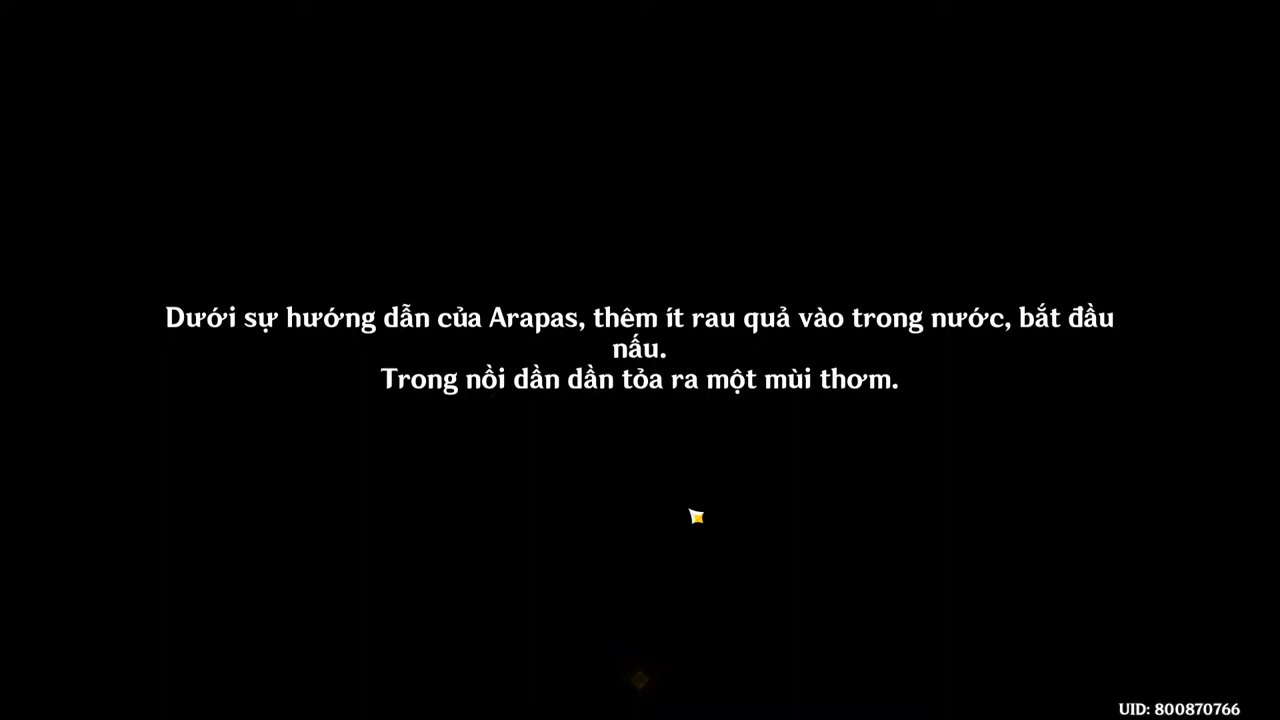 Dưới sự hướng dẫn của Arapas, thêm ít rau quả vào trong nước, bắt đầu
nấu.
Trong nồi dần dần tỏa ra một mùi thơm.
UID: 800870766